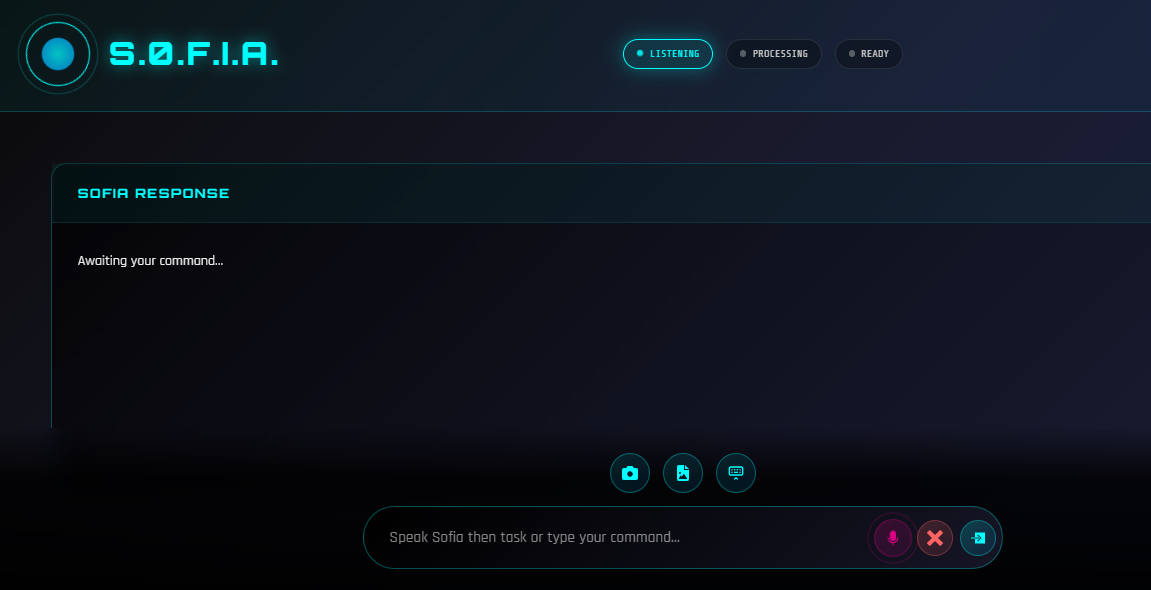 S.0.F.I.A.
LISTENING
PROCESSING
READY
SOFIA RESPONSE
Awaiting your command...
Speak Sofia then task or type your command...